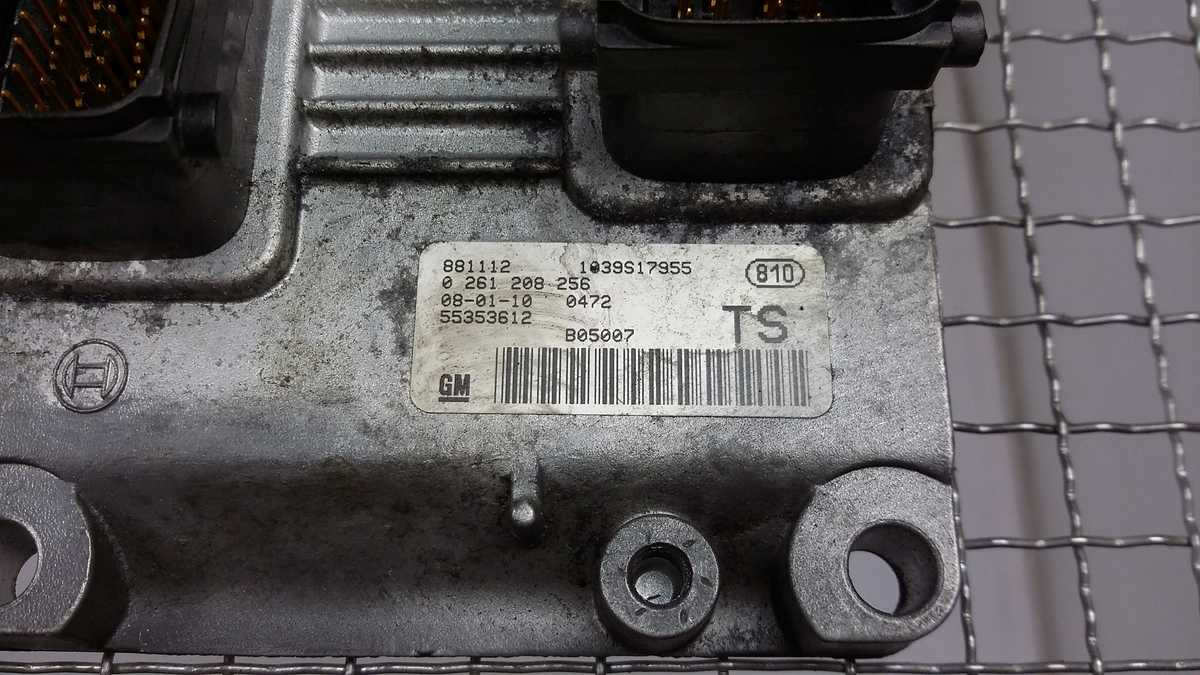 881112 1039S17955 810
0 261 208 256
08-01-10 0472 TS
55353612
B05007
GM